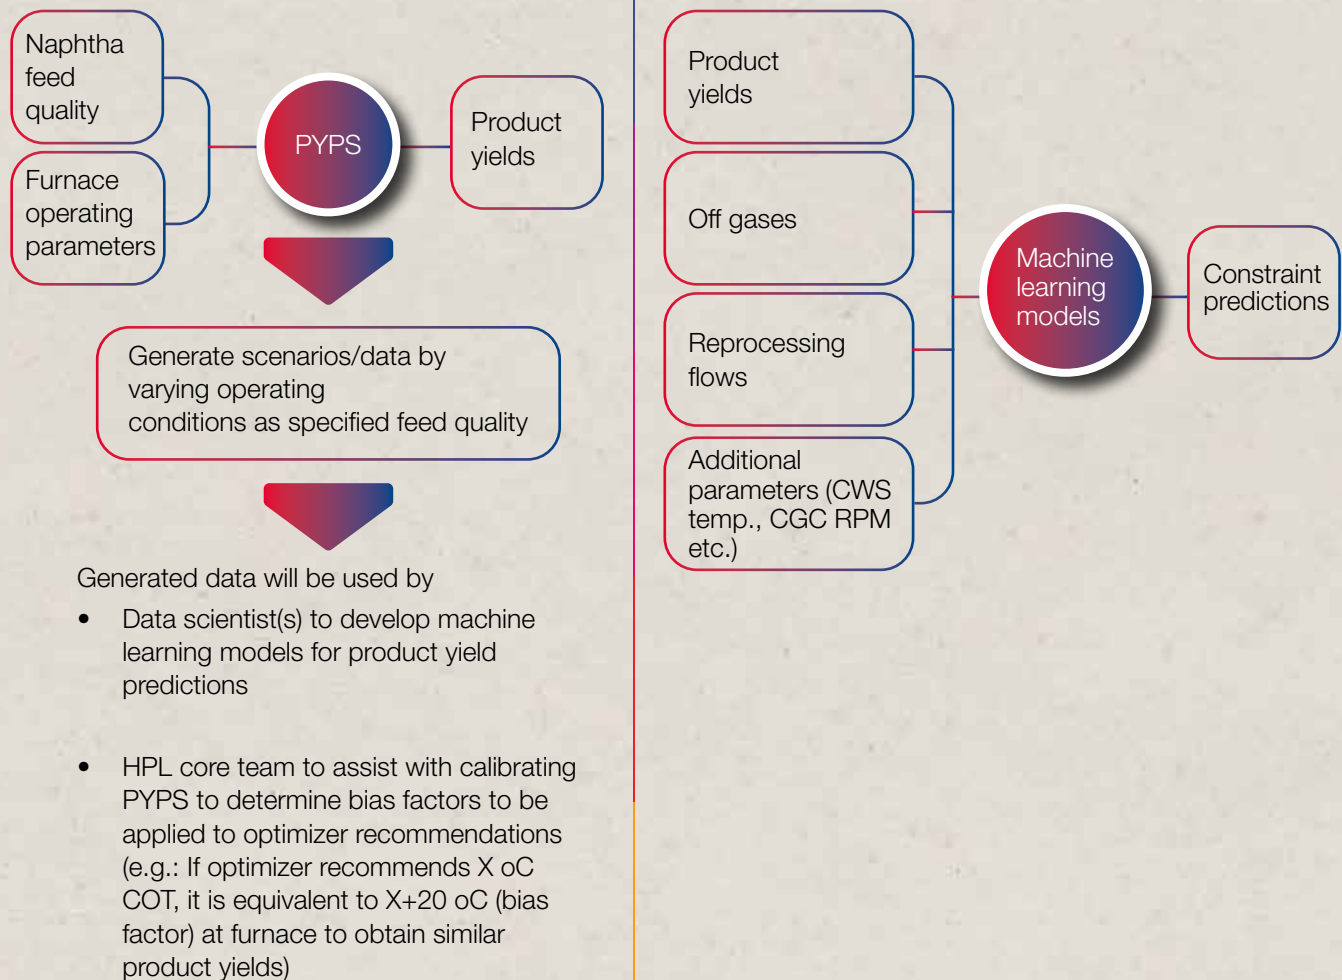 Naphtha
feed
quality
Furnace
operating
parameters
PYPS
Product
yields
Generate scenarios/data by
varying operating
conditions as specified feed quality
Generated data will be used by
• Data scientist(s) to develop machine
learning models for product yield
predictions
• HPL core team to assist with calibrating
PYPS to determine bias factors to be
applied to optimizer recommendations
(e.g.: If optimizer recommends X oC
COT, it is equivalent to X+20 oC (bias
factor) at furnace to obtain similar
product yields)
Product
yields
Off gases
Reprocessing
flows
Additional
parameters (CWS
temp., CGC RPM
etc.)
Machine
learning
models
Constraint
predictions